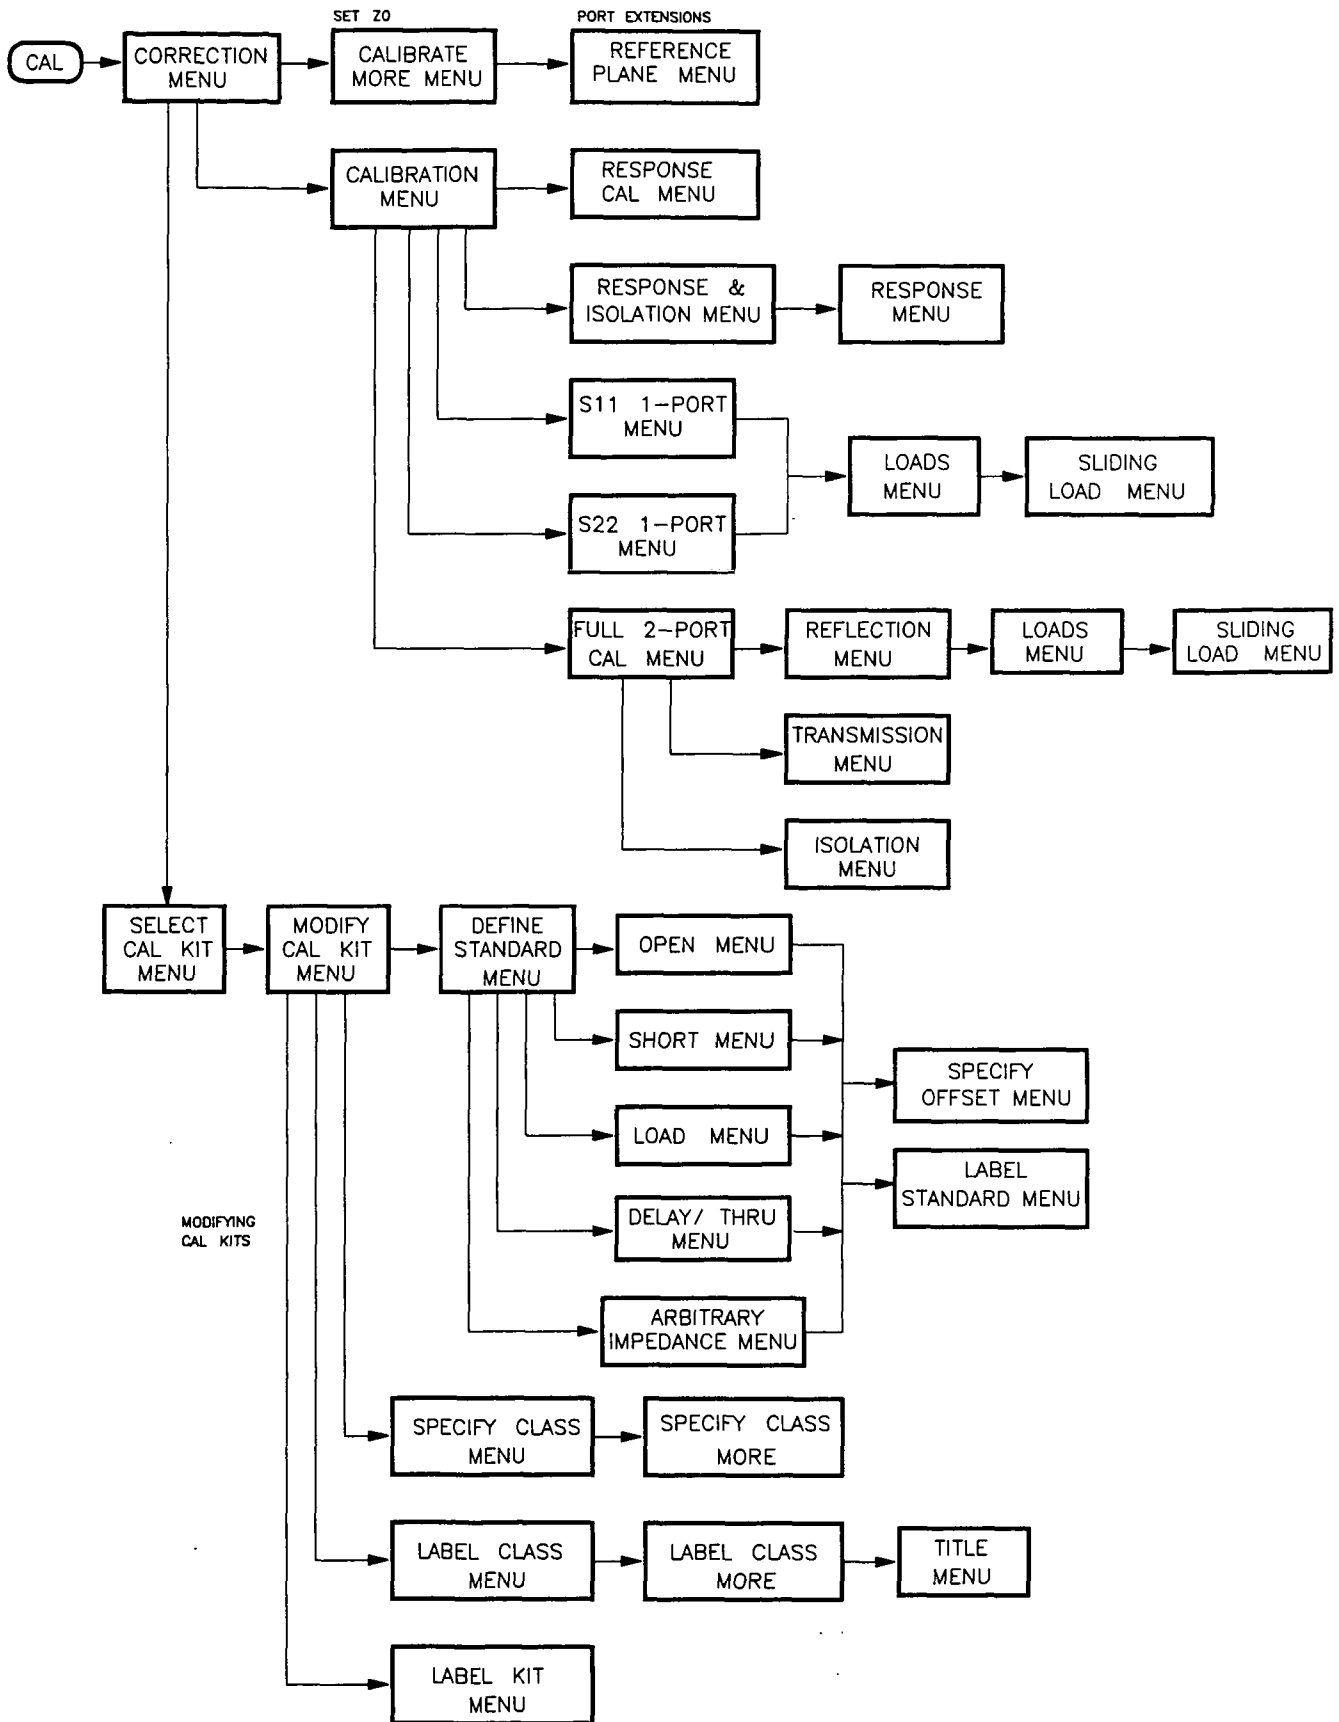 SET ZO
PORT EXTENSIONS
CAL
CORRECTION
MENU
CALIBRATE
MORE MENU
REFERENCE
PLANE MENU
CALIBRATION
MENU
RESPONSE
CAL MENU
RESPONSE &
ISOLATION MENU
RESPONSE
MENU
S11 1-PORT
MENU
LOADS
MENU
SLIDING
LOAD MENU
S22 1-PORT
MENU
FULL 2-PORT
CAL MENU
REFLECTION
MENU
LOADS
MENU
SLIDING
LOAD MENU
TRANSMISSION
MENU
ISOLATION
MENU
SELECT
CAL KIT
MENU
MODIFY
CAL KIT
MENU
DEFINE
STANDARD
MENU
OPEN MENU
SHORT MENU
SPECIFY
OFFSET MENU
LOAD MENU
LABEL
STANDARD MENU
MODIFYING
CAL KITS
DELAY/ THRU
MENU
ARBITRARY
IMPEDANCE MENU
SPECIFY CLASS
MENU
SPECIFY CLASS
MORE
LABEL CLASS
MENU
LABEL CLASS
MORE
TITLE
MENU
LABEL KIT
MENU